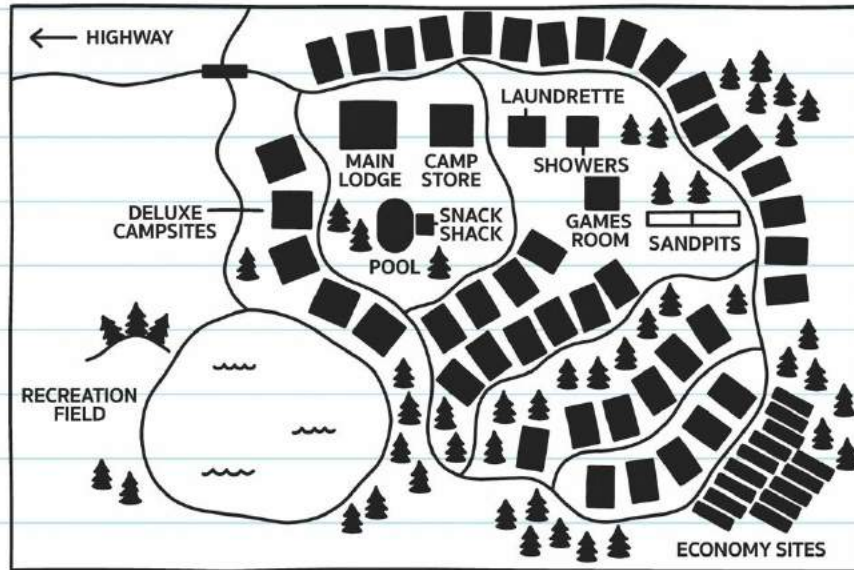 HIGHWAY
LAUNDRETTE
MAIN
LODGE
CAMP
STORE
SHOWERS
DELUXE
CAMPSITES
SNACK
SHACK
GAMES
ROOM
SANDPITS
POOL
RECREATION
FIELD
ECONOMY SITES